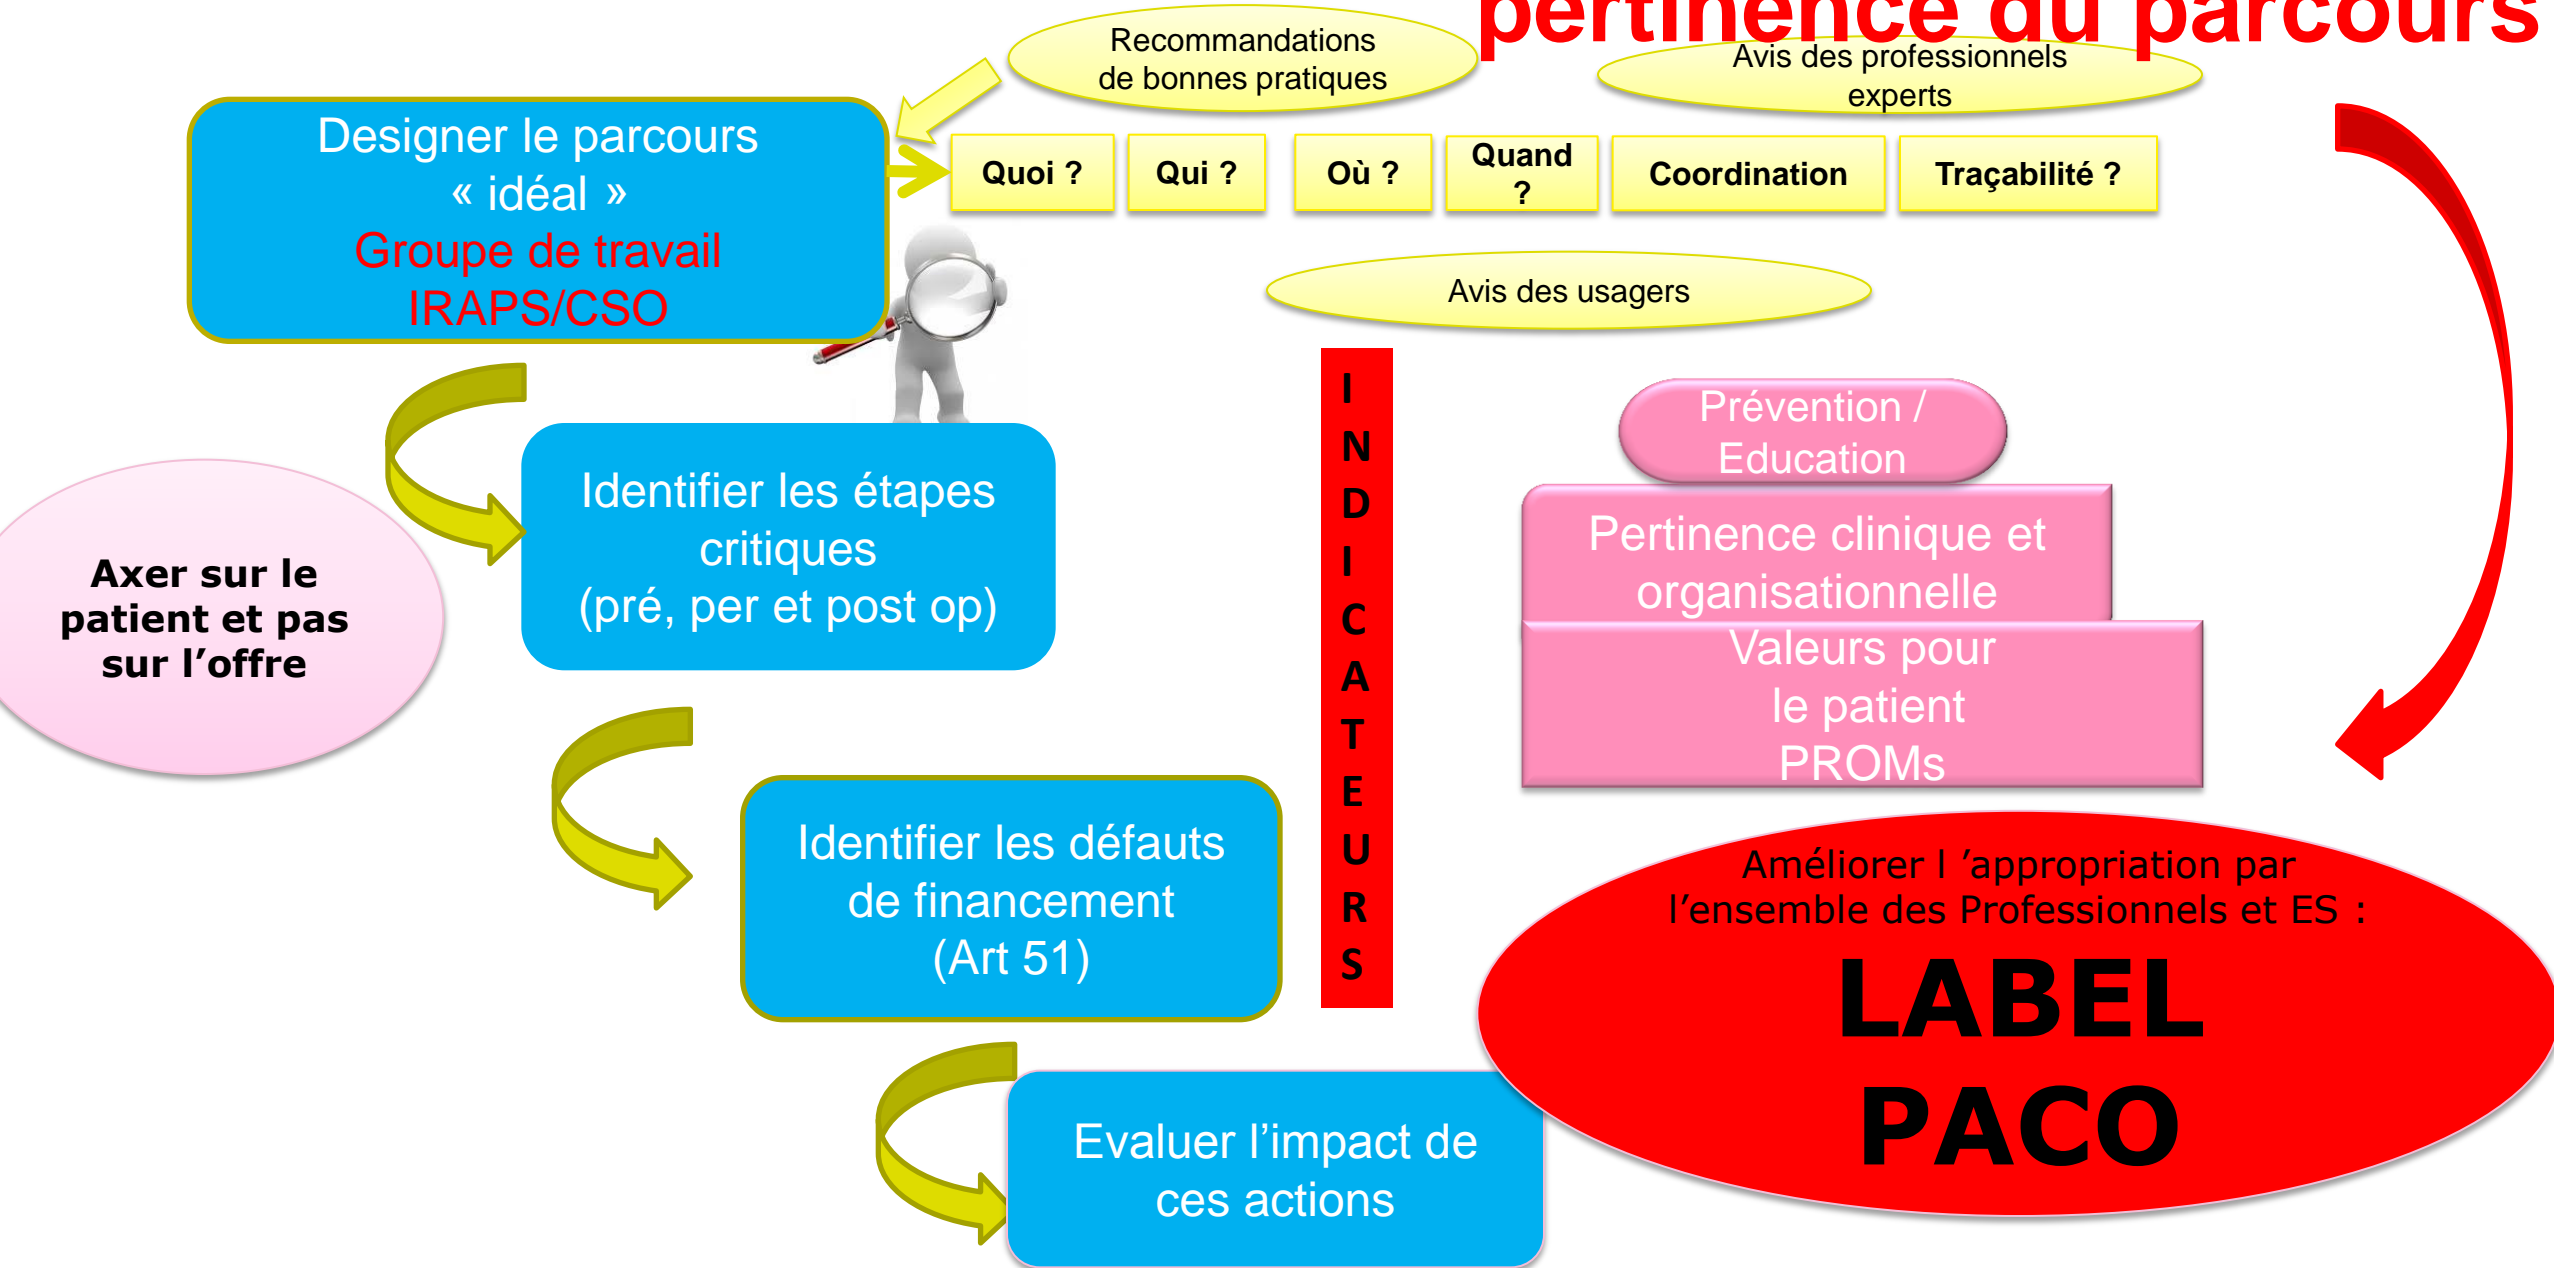 pertinence du parcours
Recommandations
de bonnes pratiques
Avis des professionnels
experts
Designer le parcours
« idéal »
Groupe de travail
IRAPS/CSO
Quoi ?
Qui ?
Où ?
Quand
?
Coordination
Traçabilité ?
Avis des usagers
Axer sur le
patient et pas
sur l’offre
Identifier les étapes
critiques
(pré, per et post op)
Identifier les défauts
de financement
(Art 51)
Evaluer l’impact de
ces actions
I
N
D
I
C
A
T
E
U
R
S
Prévention /
Education
Pertinence clinique et
organisationnelle
Valeurs pour
le patient
PROMs
Améliorer l ’appropriation par
l’ensemble des Professionnels et ES :
LABEL
PACO